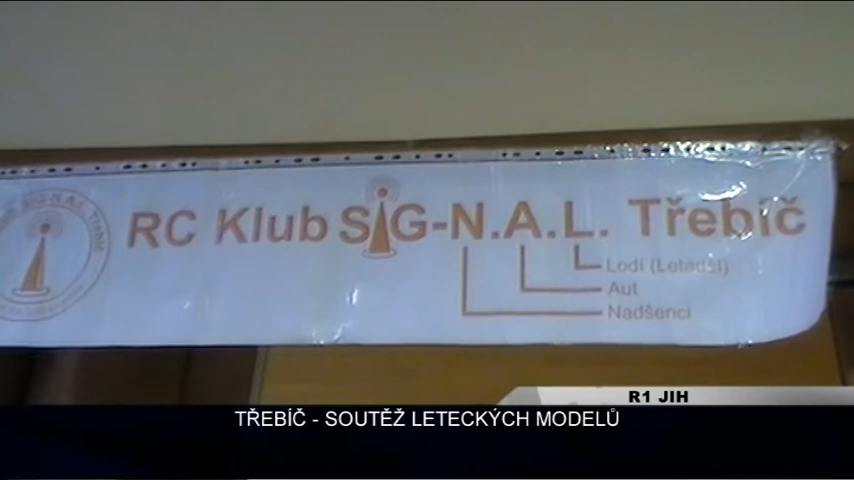 RC Klub SIG-N.A.L. Třebíč
Lodí (Letadel)
Aut
Nadšenci
R1 JIH
TŘEBÍČ - SOUTĚŽ LETECKÝCH MODELŮ